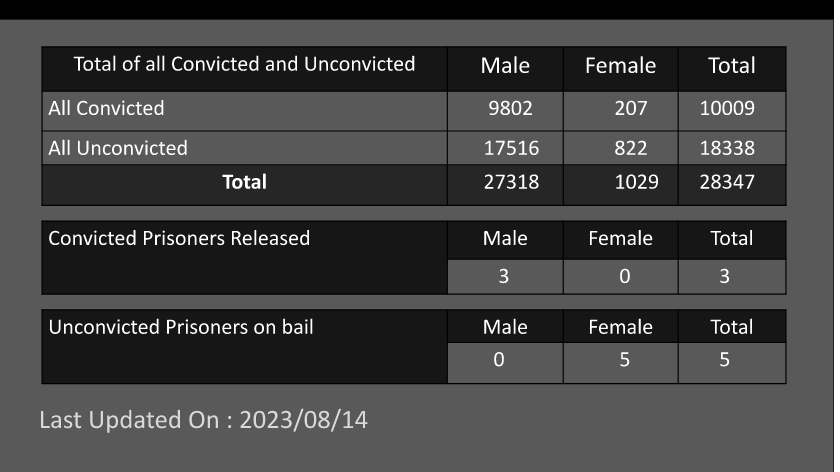 Total of all Convicted and Unconvicted Male Female Total
All Convicted 9802 207 10009
All Unconvicted 17516 822 18338
Total 27318 1029 28347
Convicted Prisoners Released Male Female Total
3 0 3
Unconvicted Prisoners on bail Male Female Total
0 5 5
Last Updated On : 2023/08/14